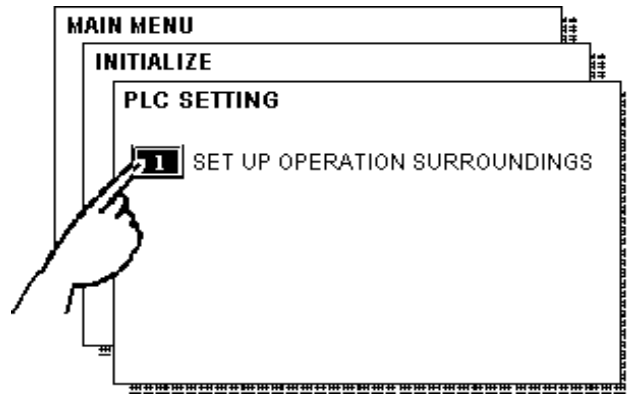 MAIN MENU
INITIALIZE
PLC SETTING
1 SET UP OPERATION SURROUNDINGS